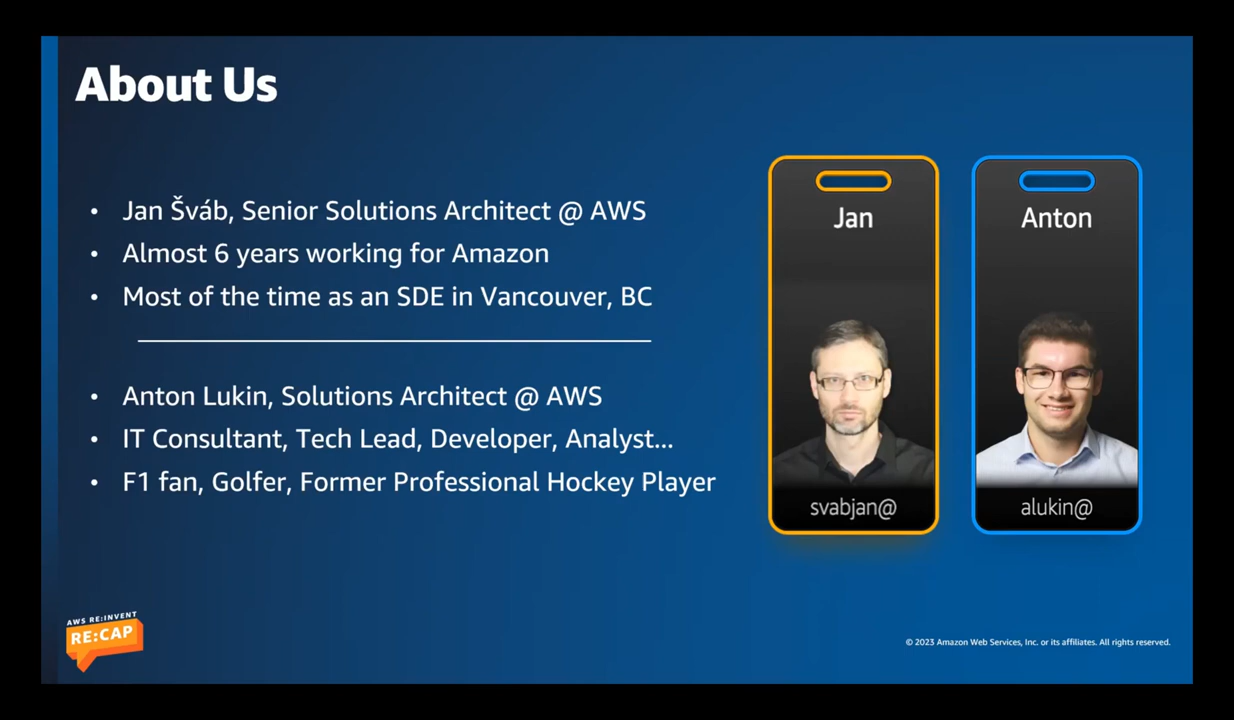 About Us
• Jan Šváb, Senior Solutions Architect @ AWS
• Almost 6 years working for Amazon
• Most of the time as an SDE in Vancouver, BC
• Anton Lukin, Solutions Architect @ AWS
• IT Consultant, Tech Lead, Developer, Analyst...
• F1 fan, Golfer, Former Professional Hockey Player
Jan
svabjan@
Anton
alukin@
AWS RE:INVENT
RE:CAP
© 2023 Amazon Web Services, Inc. or its affiliates. All rights reserved.